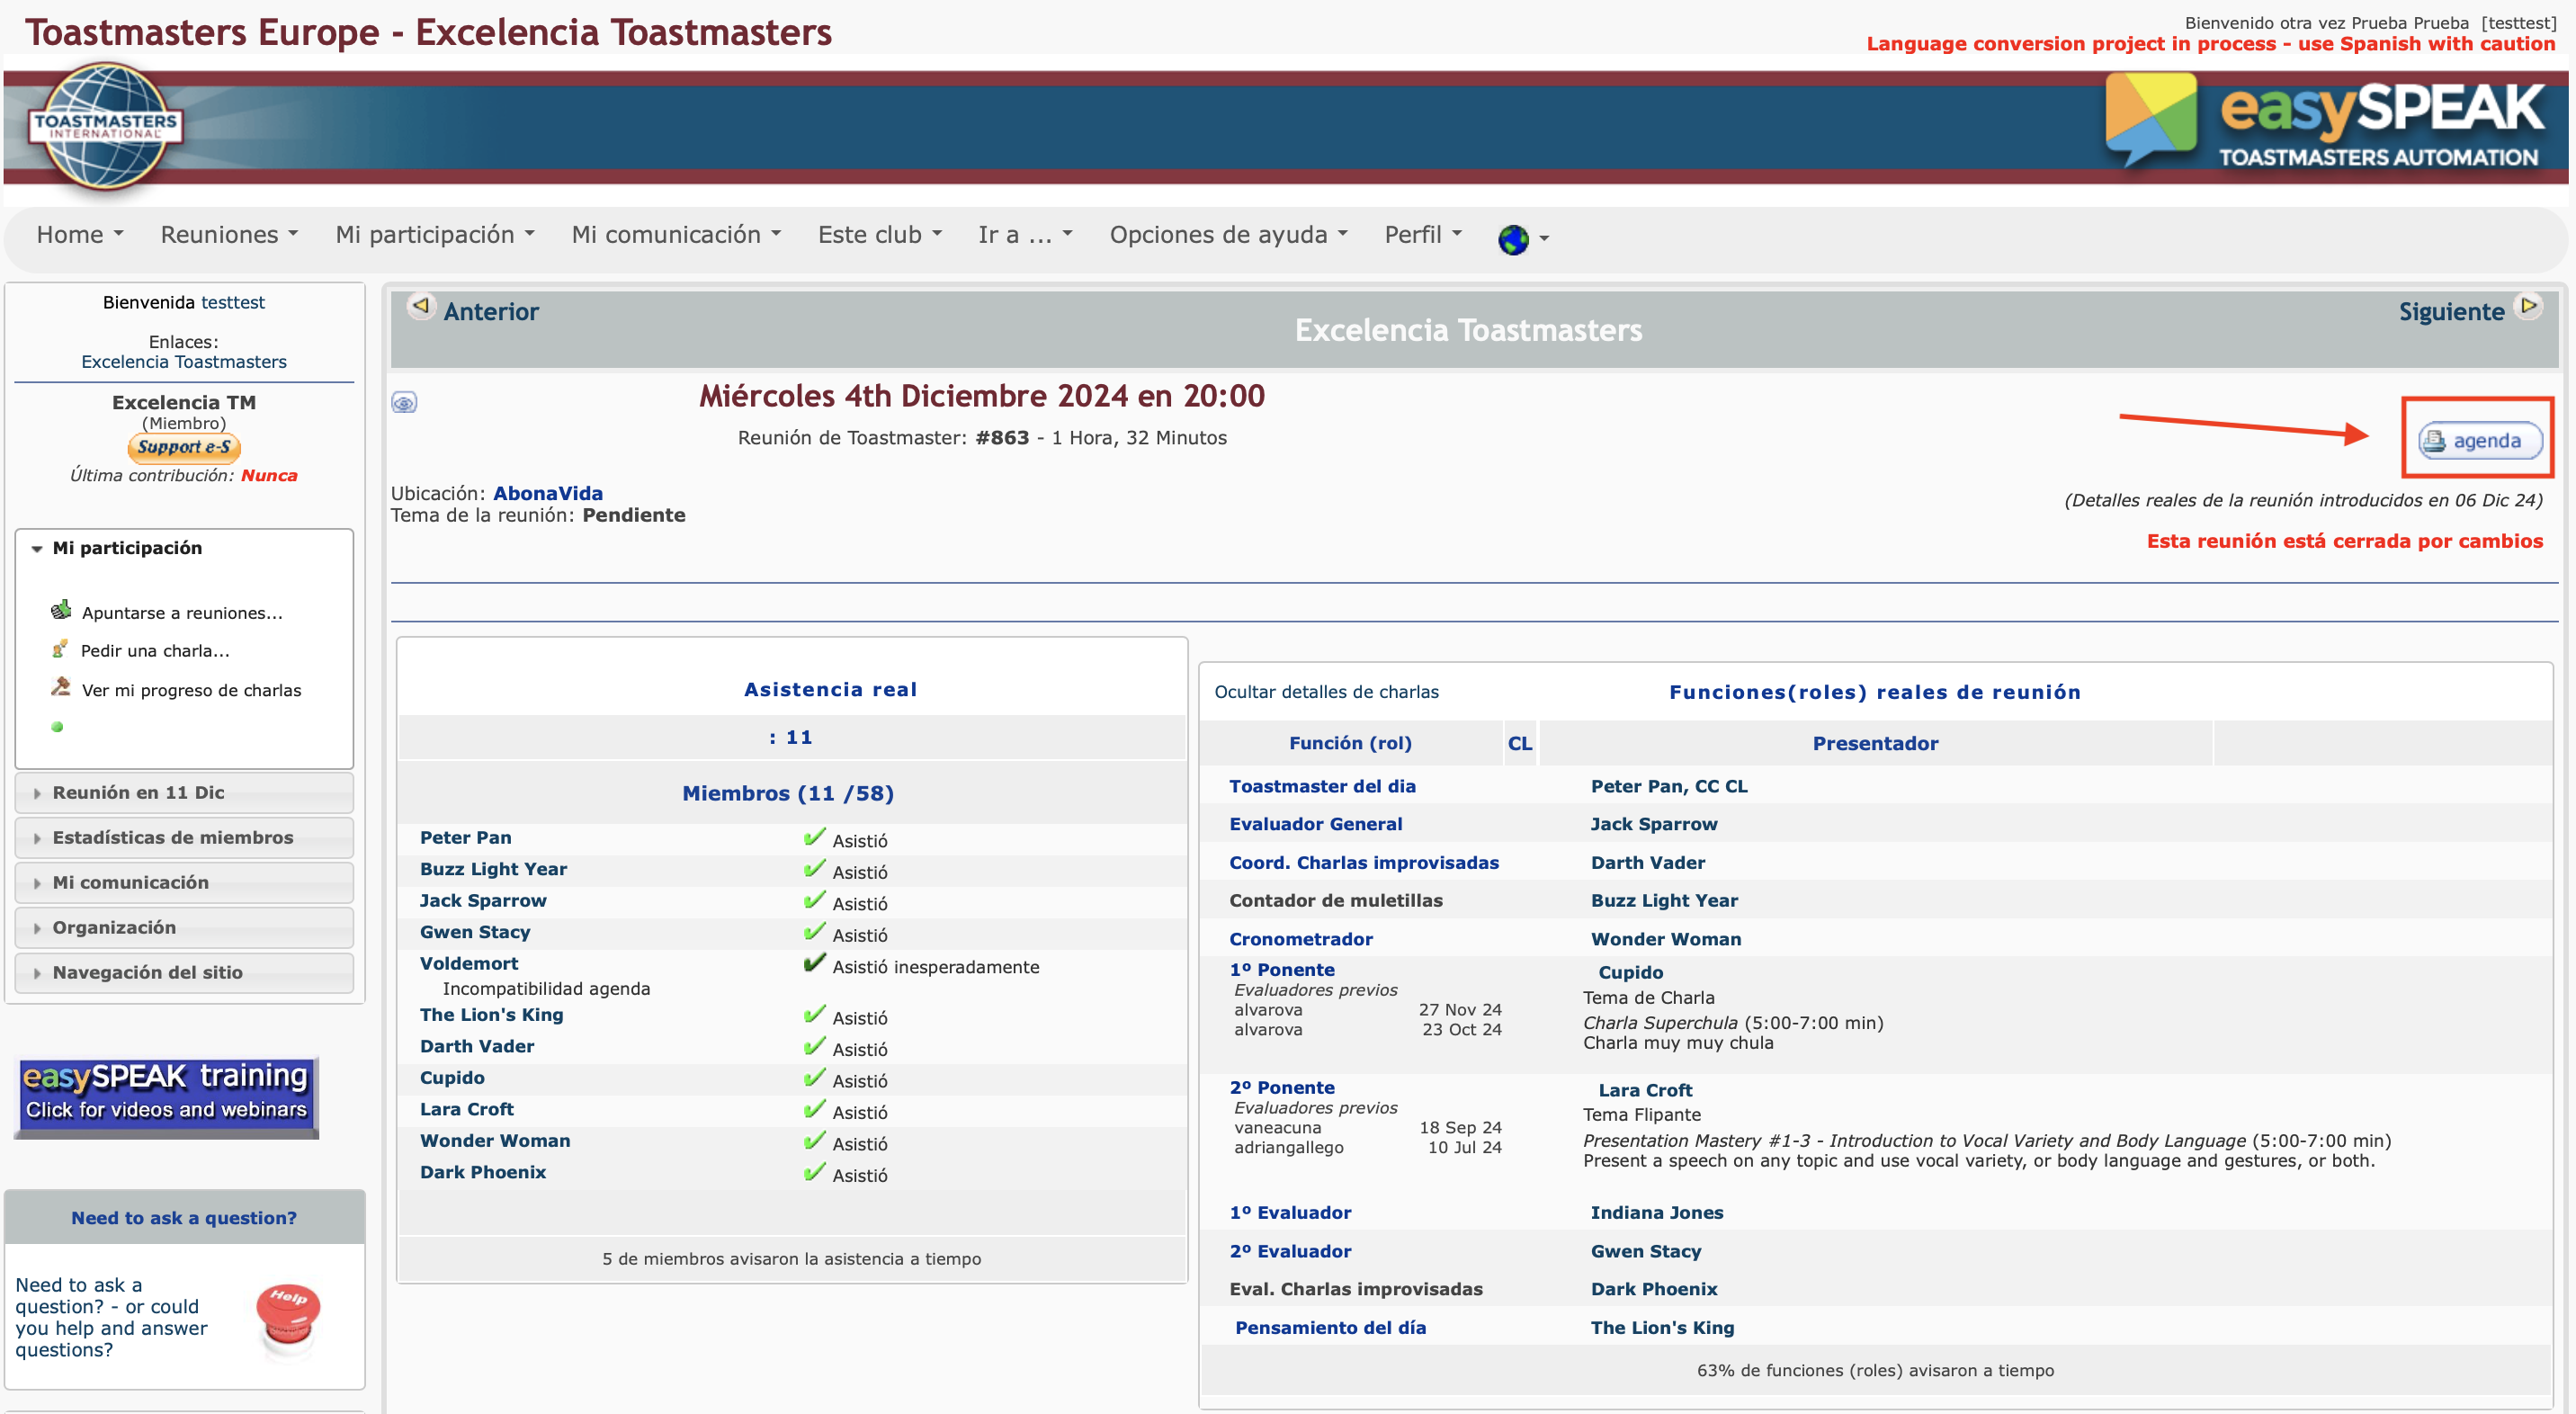 Toastmasters Europe - Excelencia Toastmasters
Bienvenido otra vez Prueba Prueba [testtest]
Language conversion project in process - use Spanish with caution
TOASTMASTERS
INTERNATIONAL
easySPEAK
TOASTMASTERS AUTOMATION
Home Reuniones Mi participación Mi comunicación Este club Ir a ... Opciones de ayuda Perfil
Bienvenida testtest
Enlaces:
Excelencia Toastmasters
Excelencia TM
(Miembro)
Support e-S
Última contribución: Nunca
Mi participación
Apuntarse a reuniones...
Pedir una charla...
Ver mi progreso de charlas
Reunión en 11 Dic
Estadísticas de miembros
Mi comunicación
Organización
Navegación del sitio
easySPEAK training
Click for videos and webinars
Need to ask a question?
Need to ask a
question? - or could
you help and answer
questions?
Help
Anterior
Excelencia Toastmasters
Siguiente
Miércoles 4th Diciembre 2024 en 20:00
Reunión de Toastmaster: #863 - 1 Hora, 32 Minutos
agenda
Ubicación: AbonaVida
Tema de la reunión: Pendiente
(Detalles reales de la reunión introducidos en 06 Dic 24)
Esta reunión está cerrada por cambios
Asistencia real
: 11
Miembros (11 /58)
Peter Pan Asistió
Buzz Light Year Asistió
Jack Sparrow Asistió
Gwen Stacy Asistió
Voldemort Asistió inesperadamente
Incompatibilidad agenda
The Lion's King Asistió
Darth Vader Asistió
Cupido Asistió
Lara Croft Asistió
Wonder Woman Asistió
Dark Phoenix Asistió
5 de miembros avisaron la asistencia a tiempo
Ocultar detalles de charlas Funciones(roles) reales de reunión
Función (rol) CL Presentador
Toastmaster del dia Peter Pan, CC CL
Evaluador General Jack Sparrow
Coord. Charlas improvisadas Darth Vader
Contador de muletillas Buzz Light Year
Cronometrador Wonder Woman
1º Ponente Cupido
Evaluadores previos Tema de Charla
alvarova 27 Nov 24 Charla Superchula (5:00-7:00 min)
alvarova 23 Oct 24 Charla muy muy chula
2º Ponente Lara Croft
Evaluadores previos Tema Flipante
vaneacuna 18 Sep 24 Presentation Mastery #1-3 - Introduction to Vocal Variety and Body Language (5:00-7:00 min)
adriangallego 10 Jul 24 Present a speech on any topic and use vocal variety, or body language and gestures, or both.
1º Evaluador Indiana Jones
2º Evaluador Gwen Stacy
Eval. Charlas improvisadas Dark Phoenix
Pensamiento del día The Lion's King
63% de funciones (roles) avisaron a tiempo